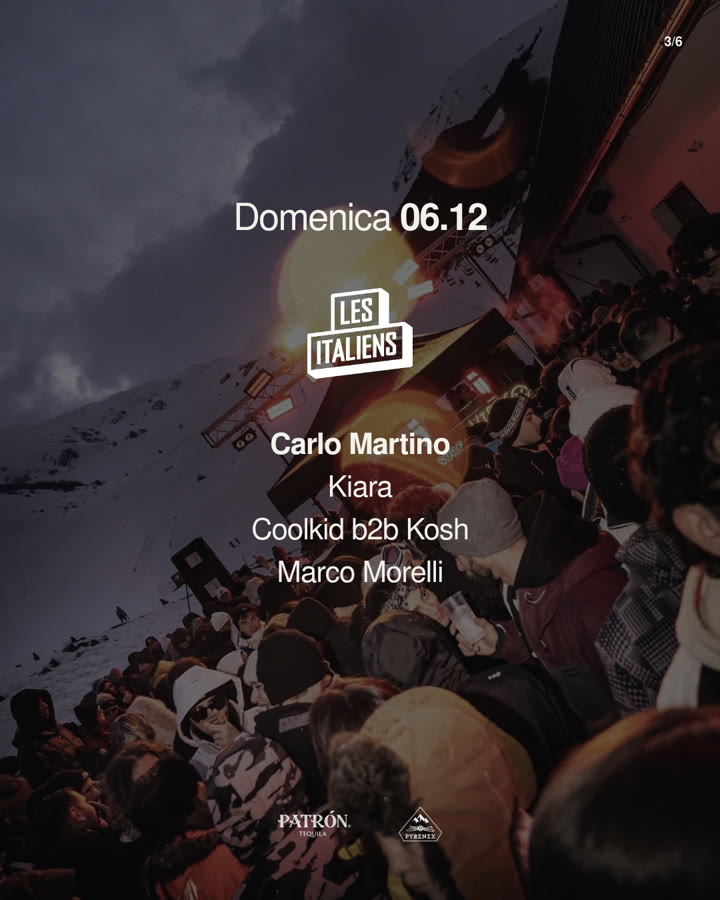 3/6
Domenica 06.12
LES
ITALIENS
Carlo Martino
Kiara
Coolkid b2b Kosh
Marco Morelli
PATRÓN
TEQUILA
PYRENEX